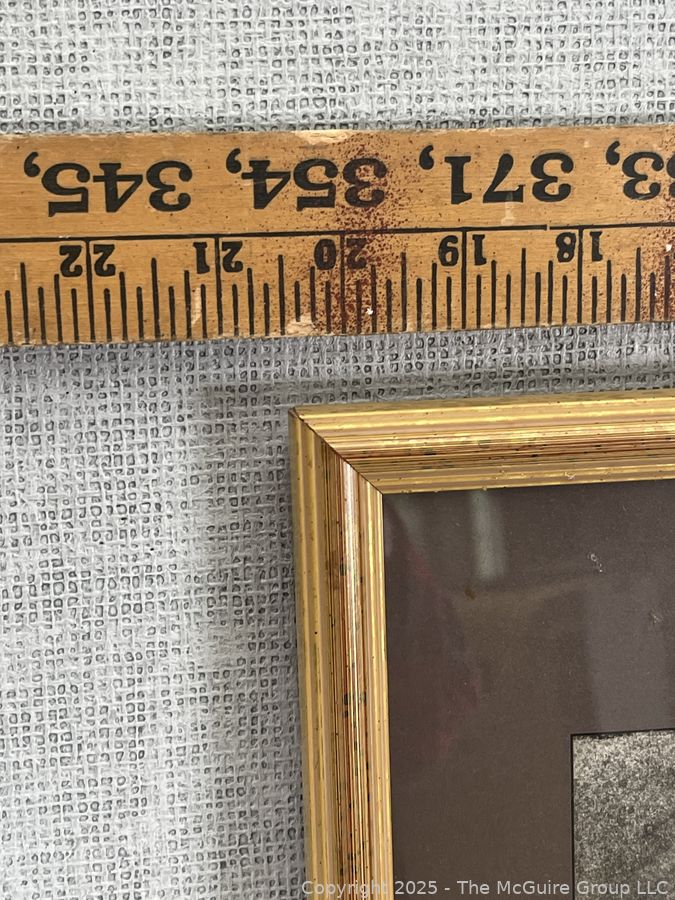 18 19 20 21 22
371, 354, 345,
Copyright 2025 - The McGuire Group LLC